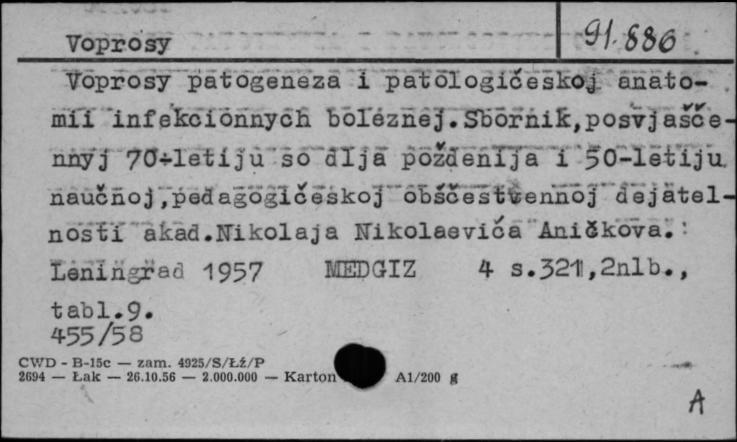 Voprosy
91.886
Voprosy patogeneza i patologičeskoj anato-
mii infekcionnych boleznej.Sbornik,posvjašče-
nnyj 70-letiju so dlja poždenija i 50-letiju
naučnoj,pedagogičeskoj obščestvennoj dejatel-
nosti akad.Nikolaja Nikolaeviča Aničkova.
Leningrad 1957 MEDGIZ 4 s.321,2nlb.,
tabl.9.
455/58
CWD - B-15c — zam. 4925/S/Łź/P
2694 — Łak — 26.10.56 — 2.000.000 — Karton A1/200 g
A